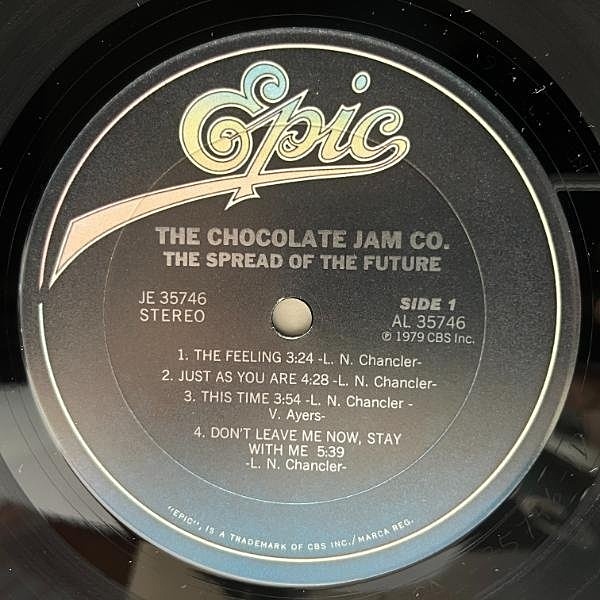 Epic
THE CHOCOLATE JAM CO.
THE SPREAD OF THE FUTURE
JE 35746
STEREO
SIDE 1
AL 35746
℗ 1979 CBS Inc.
1. THE FEELING 3:24 -L. N. Chancler-
2. JUST AS YOU ARE 4:28 -L. N. Chancler-
3. THIS TIME 3:54 -L. N. Chancler -
V. Ayers-
4. DON'T LEAVE ME NOW, STAY
WITH ME 5:39
-L. N. Chancler-
"EPIC", IS A TRADEMARK OF CBS INC./MARCA REG.